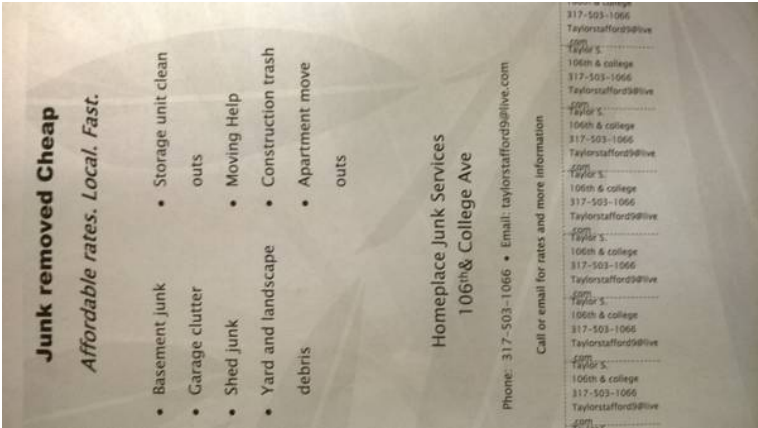 Junk removed Cheap
Affordable rates. Local. Fast.
• Basement junk
• Garage clutter
• Shed junk
• Yard and landscape
debris
• Storage unit clean
outs
• Moving Help
• Construction trash
• Apartment move
outs
Homeplace Junk Services
106th& College Ave
Phone: 317-503-1066 • Email: taylorstafford9@live.com
Call or email for rates and more information
106th & college
317-503-1066
Taylorstafford9@live
.com
Taylor S.
106th & college
317-503-1066
Taylorstafford9@live
.com
Taylor S.
106th & college
317-503-1066
Taylorstafford9@live
.com
Taylor S.
106th & college
317-503-1066
Taylorstafford9@live
.com
Taylor S.
106th & college
317-503-1066
Taylorstafford9@live
.com
Taylor S.
106th & college
317-503-1066
Taylorstafford9@live
.com
Taylor S.
106th & college
317-503-1066
Taylorstafford9@live
.com